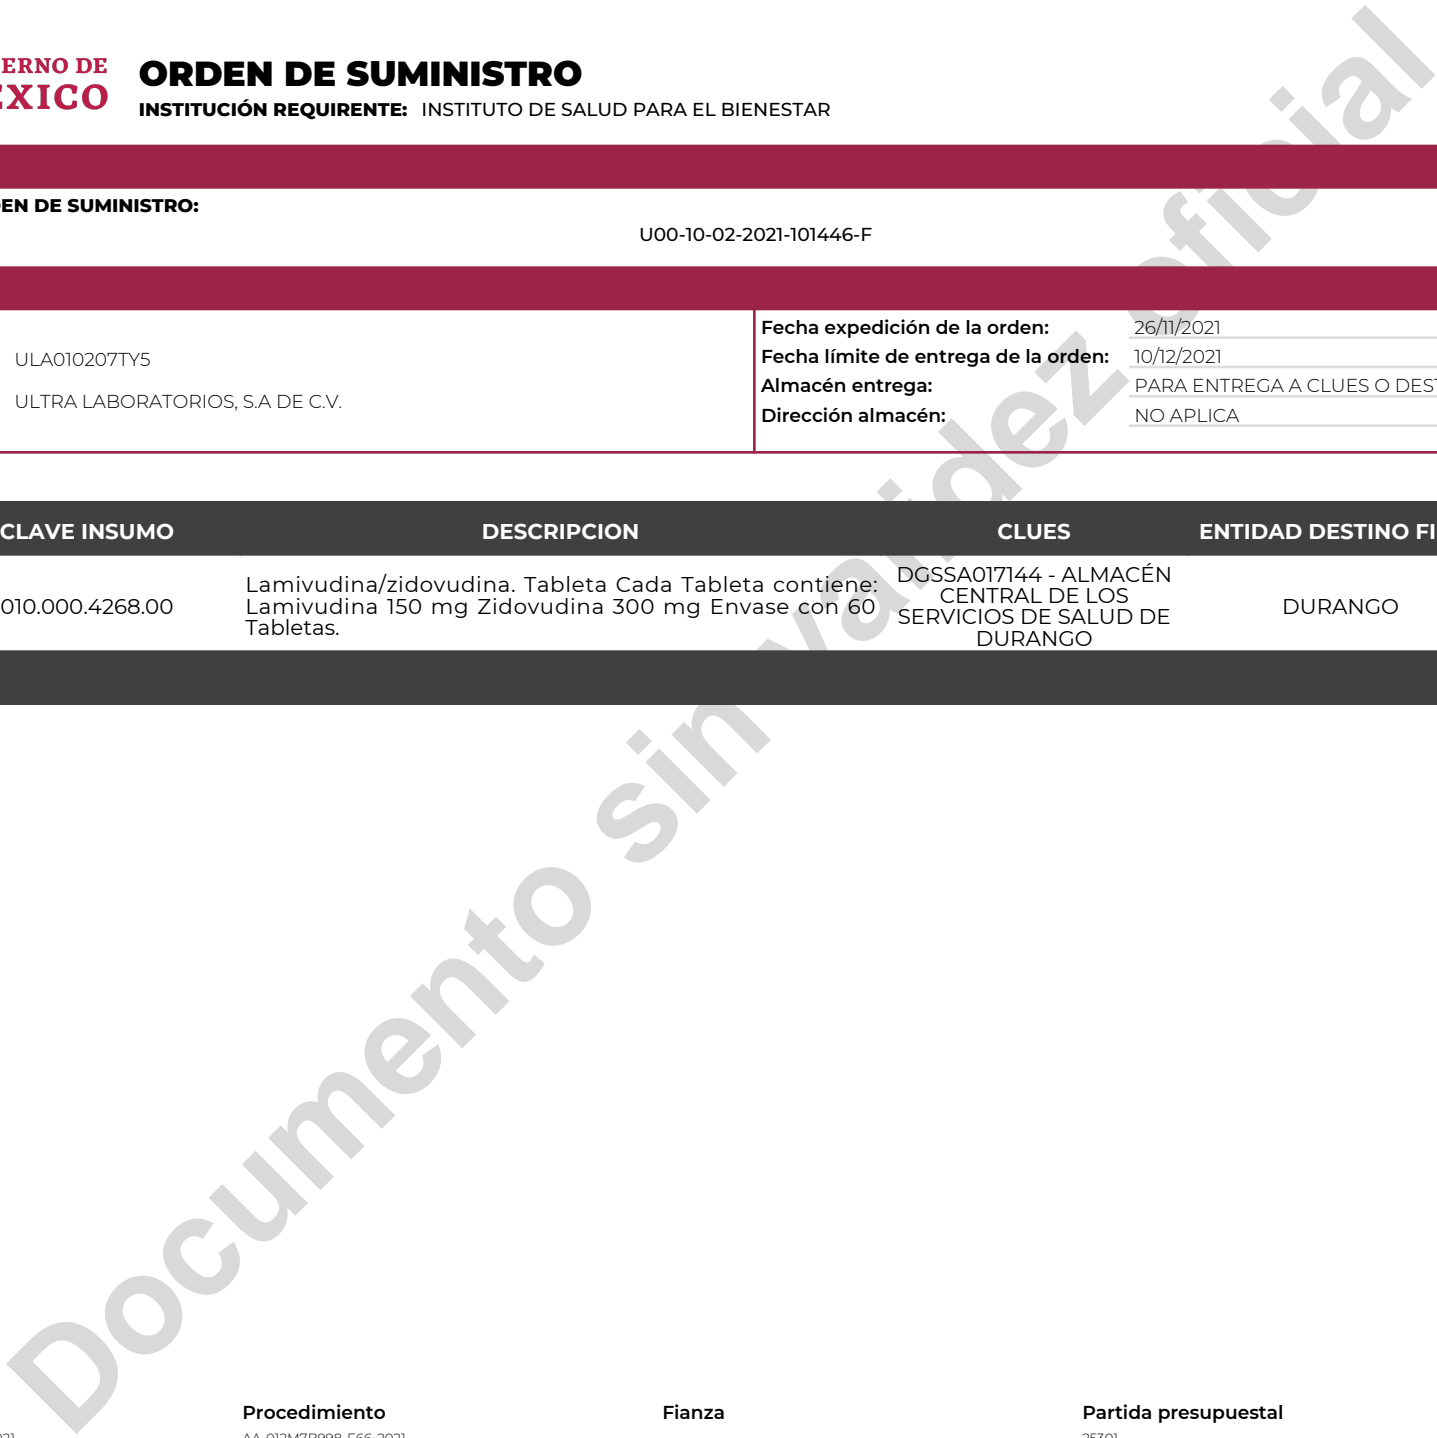 ERNO DE
ORDEN DE SUMINISTRO
INSTITUCIÓN REQUIRENTE: INSTITUTO DE SALUD PARA EL BIENESTAR
DE SUMINISTRO:
U00-10-02-2021-101446-F
ULA010207TY5
ULTRA LABORATORIOS, S.A DE C.V.
Fecha expedición de la orden: 26/11/2021
Fecha límite de entrega de la orden: 10/12/2021
Almacén entrega: PARA ENTREGA A CLUES O
Dirección almacén: NO APLICA
CLAVE INSUMO DESCRIPCION CLUES ENTIDAD DESTINO
010.000.4268.00
Lamivudina/zidovudina. Tableta Cada Tableta contiene:
Lamivudina 150 mg Zidovudina 300 mg Envase con 60
Tabletas.
DGSSA017144 - ALMACÉN
CENTRAL DE LOS
SERVICIOS DE SALUD DE
DURANGO
DURANGO
Documento sin validez oficial
Procedimiento Fianza Partida presupuestal